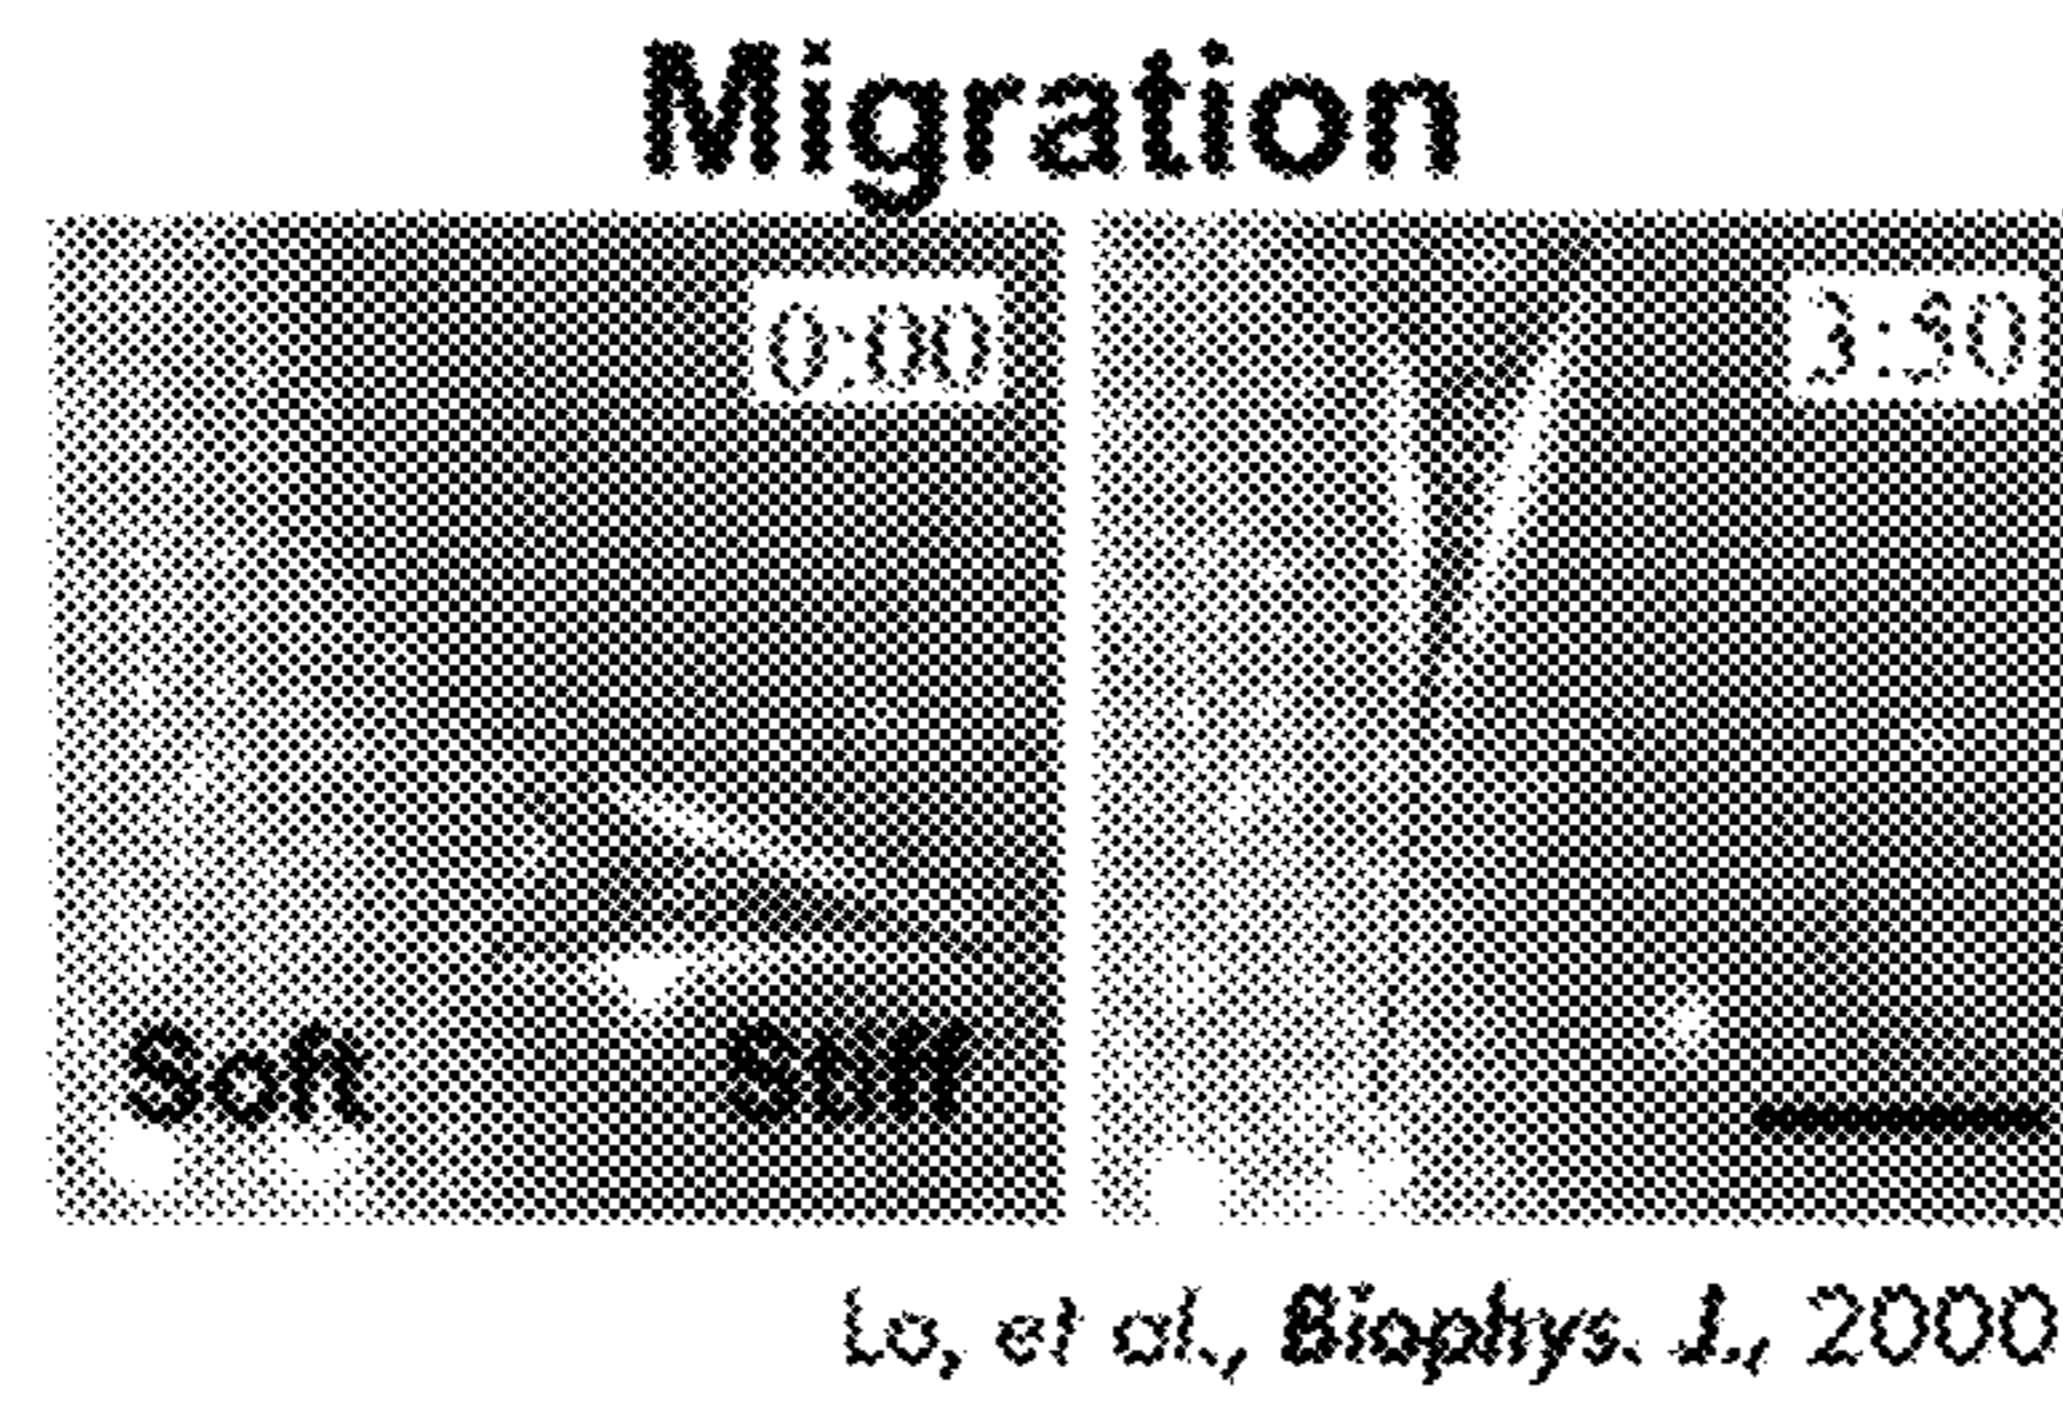 Migration
0:00
3:30
Soft
Stiff
Lo, et al., Biophys. J., 2000